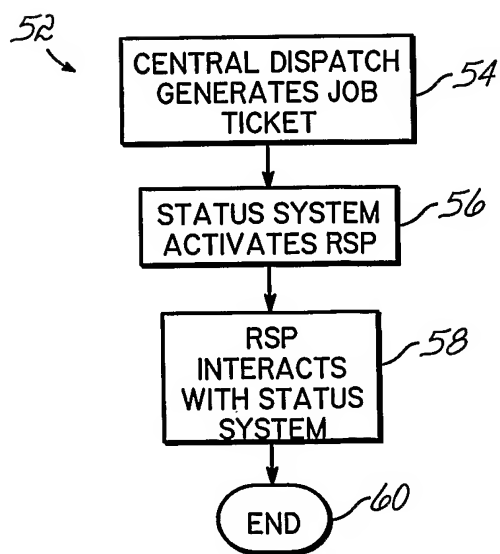 52
CENTRAL DISPATCH
GENERATES JOB
TICKET
54
STATUS SYSTEM
ACTIVATES RSP
56
RSP
INTERACTS
WITH STATUS
SYSTEM
58
END
60